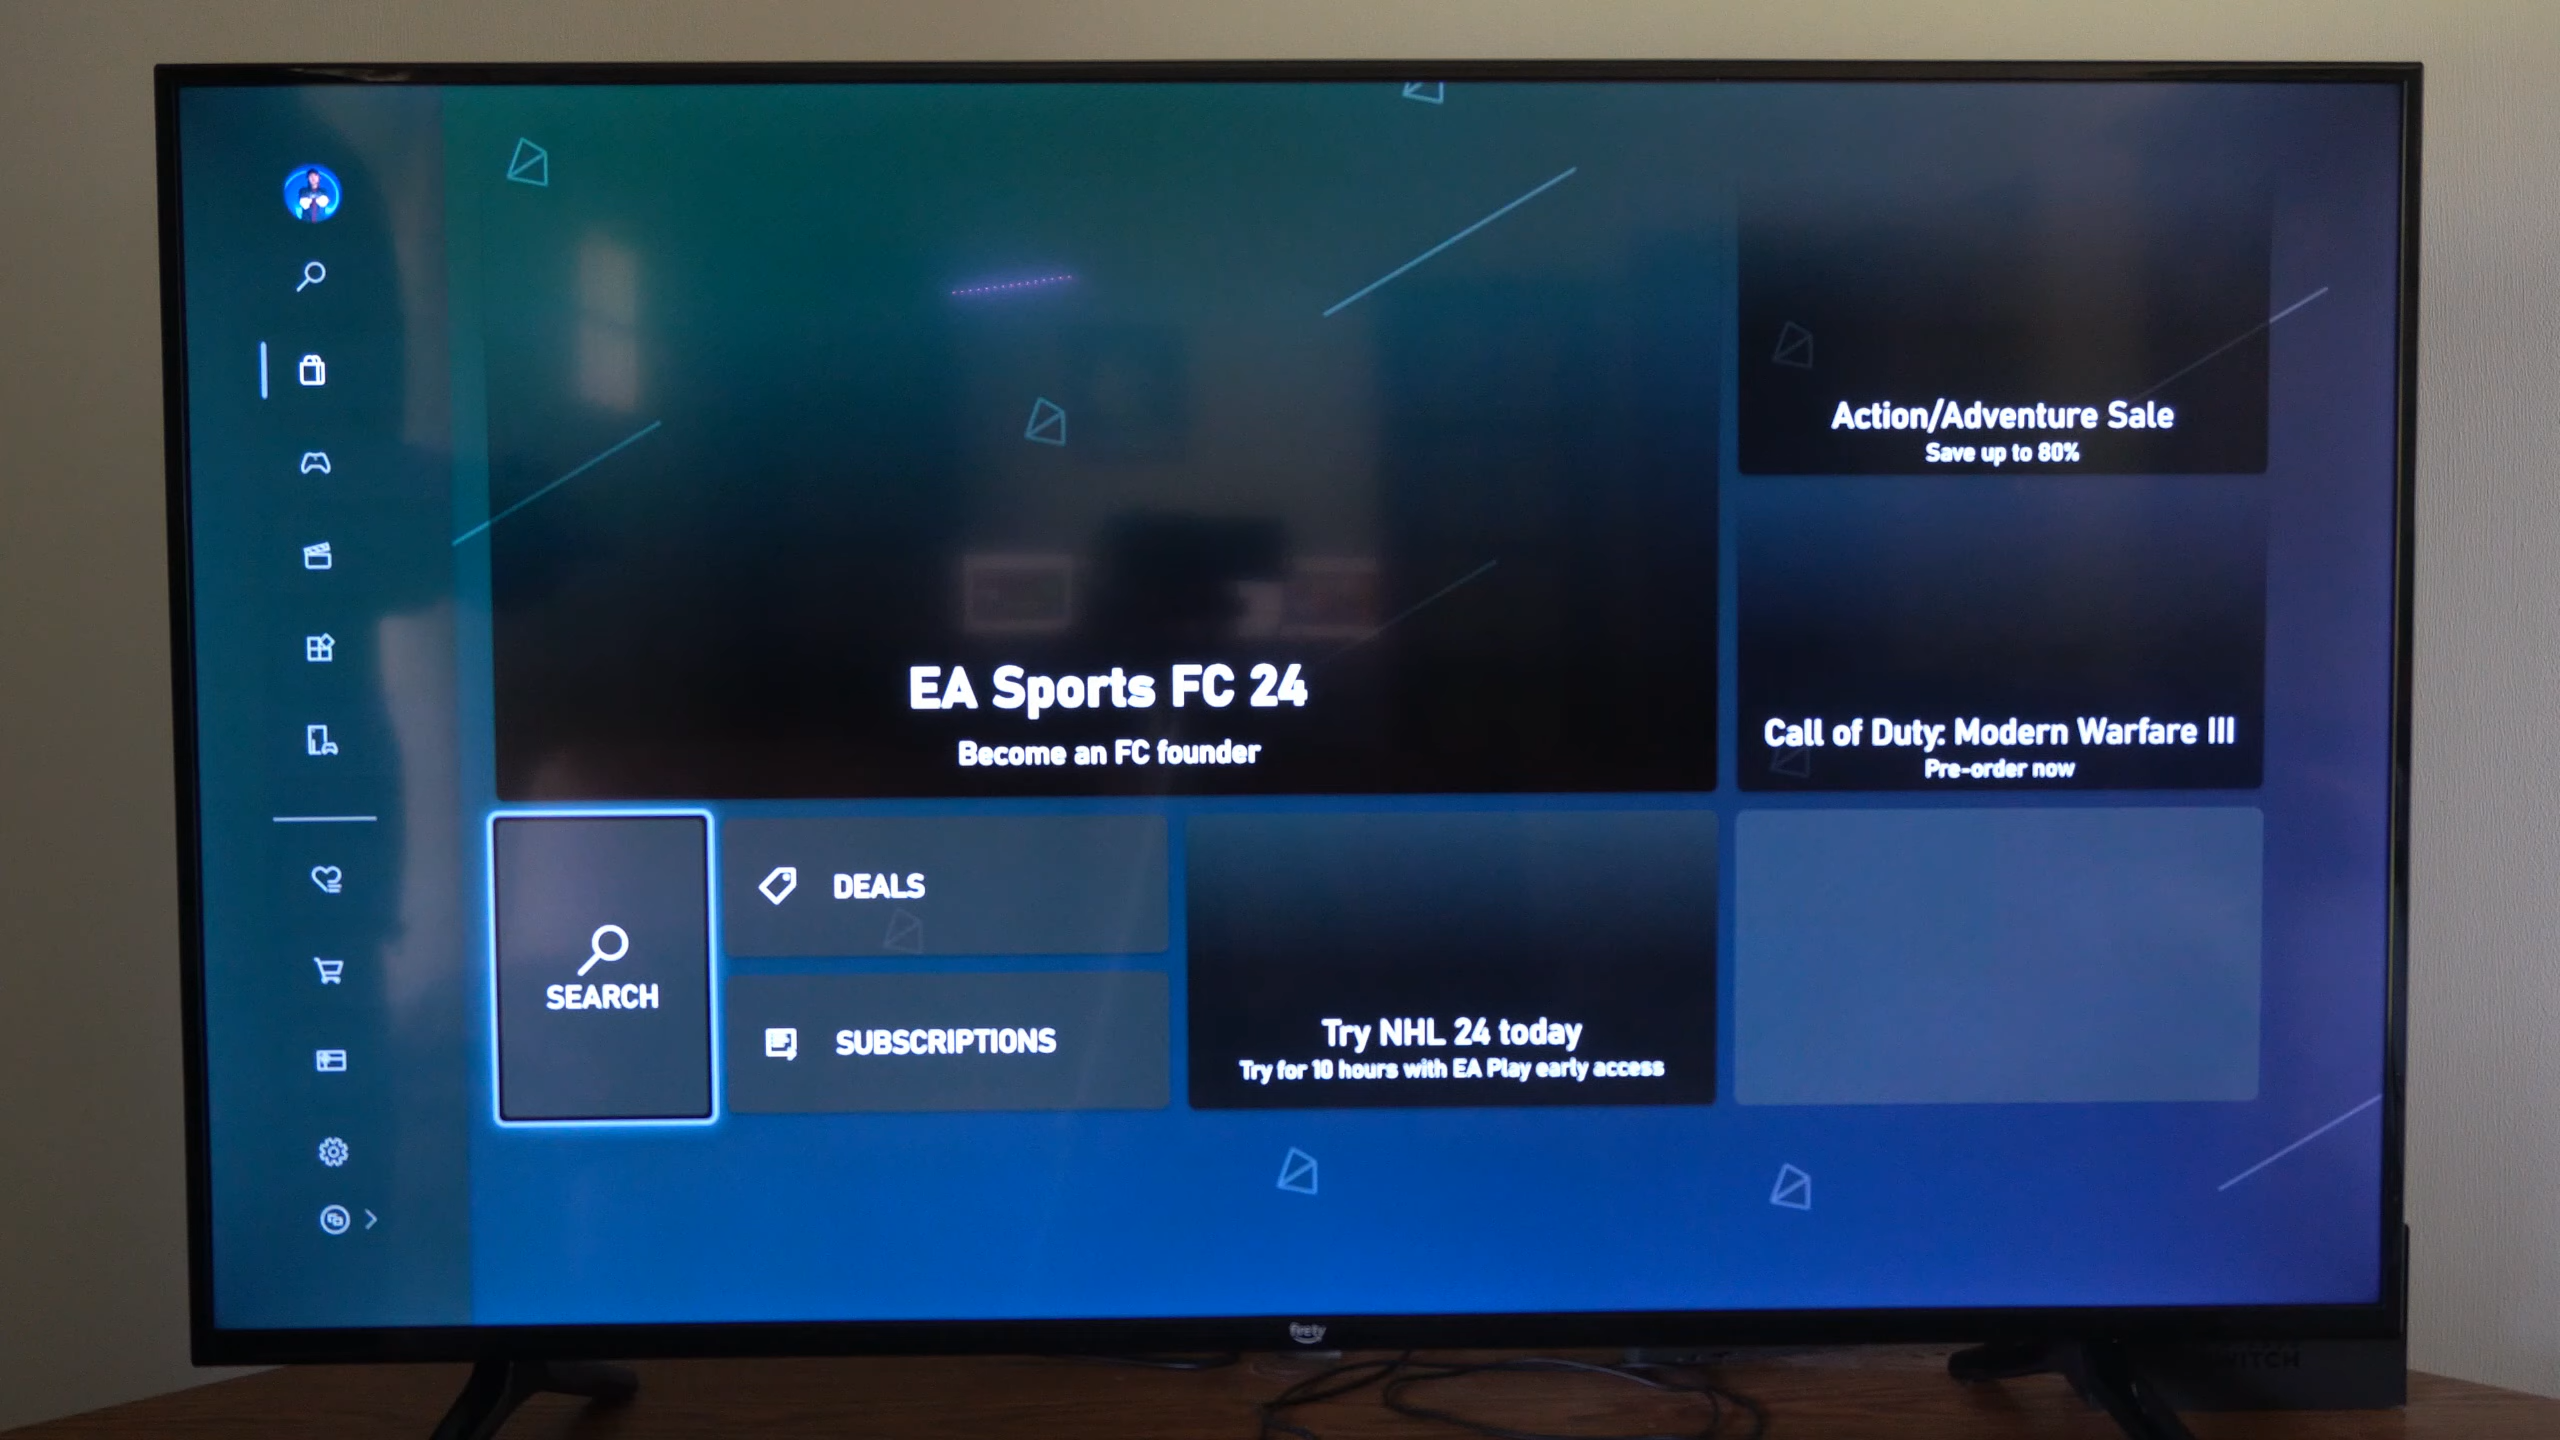 Action/Adventure Sale
Save up to 80%
EA Sports FC 24
Become an FC founder
Call of Duty: Modern Warfare III
Pre-order now
SEARCH
DEALS
SUBSCRIPTIONS
Try NHL 24 today
Try for 10 hours with EA Play early access
firetv